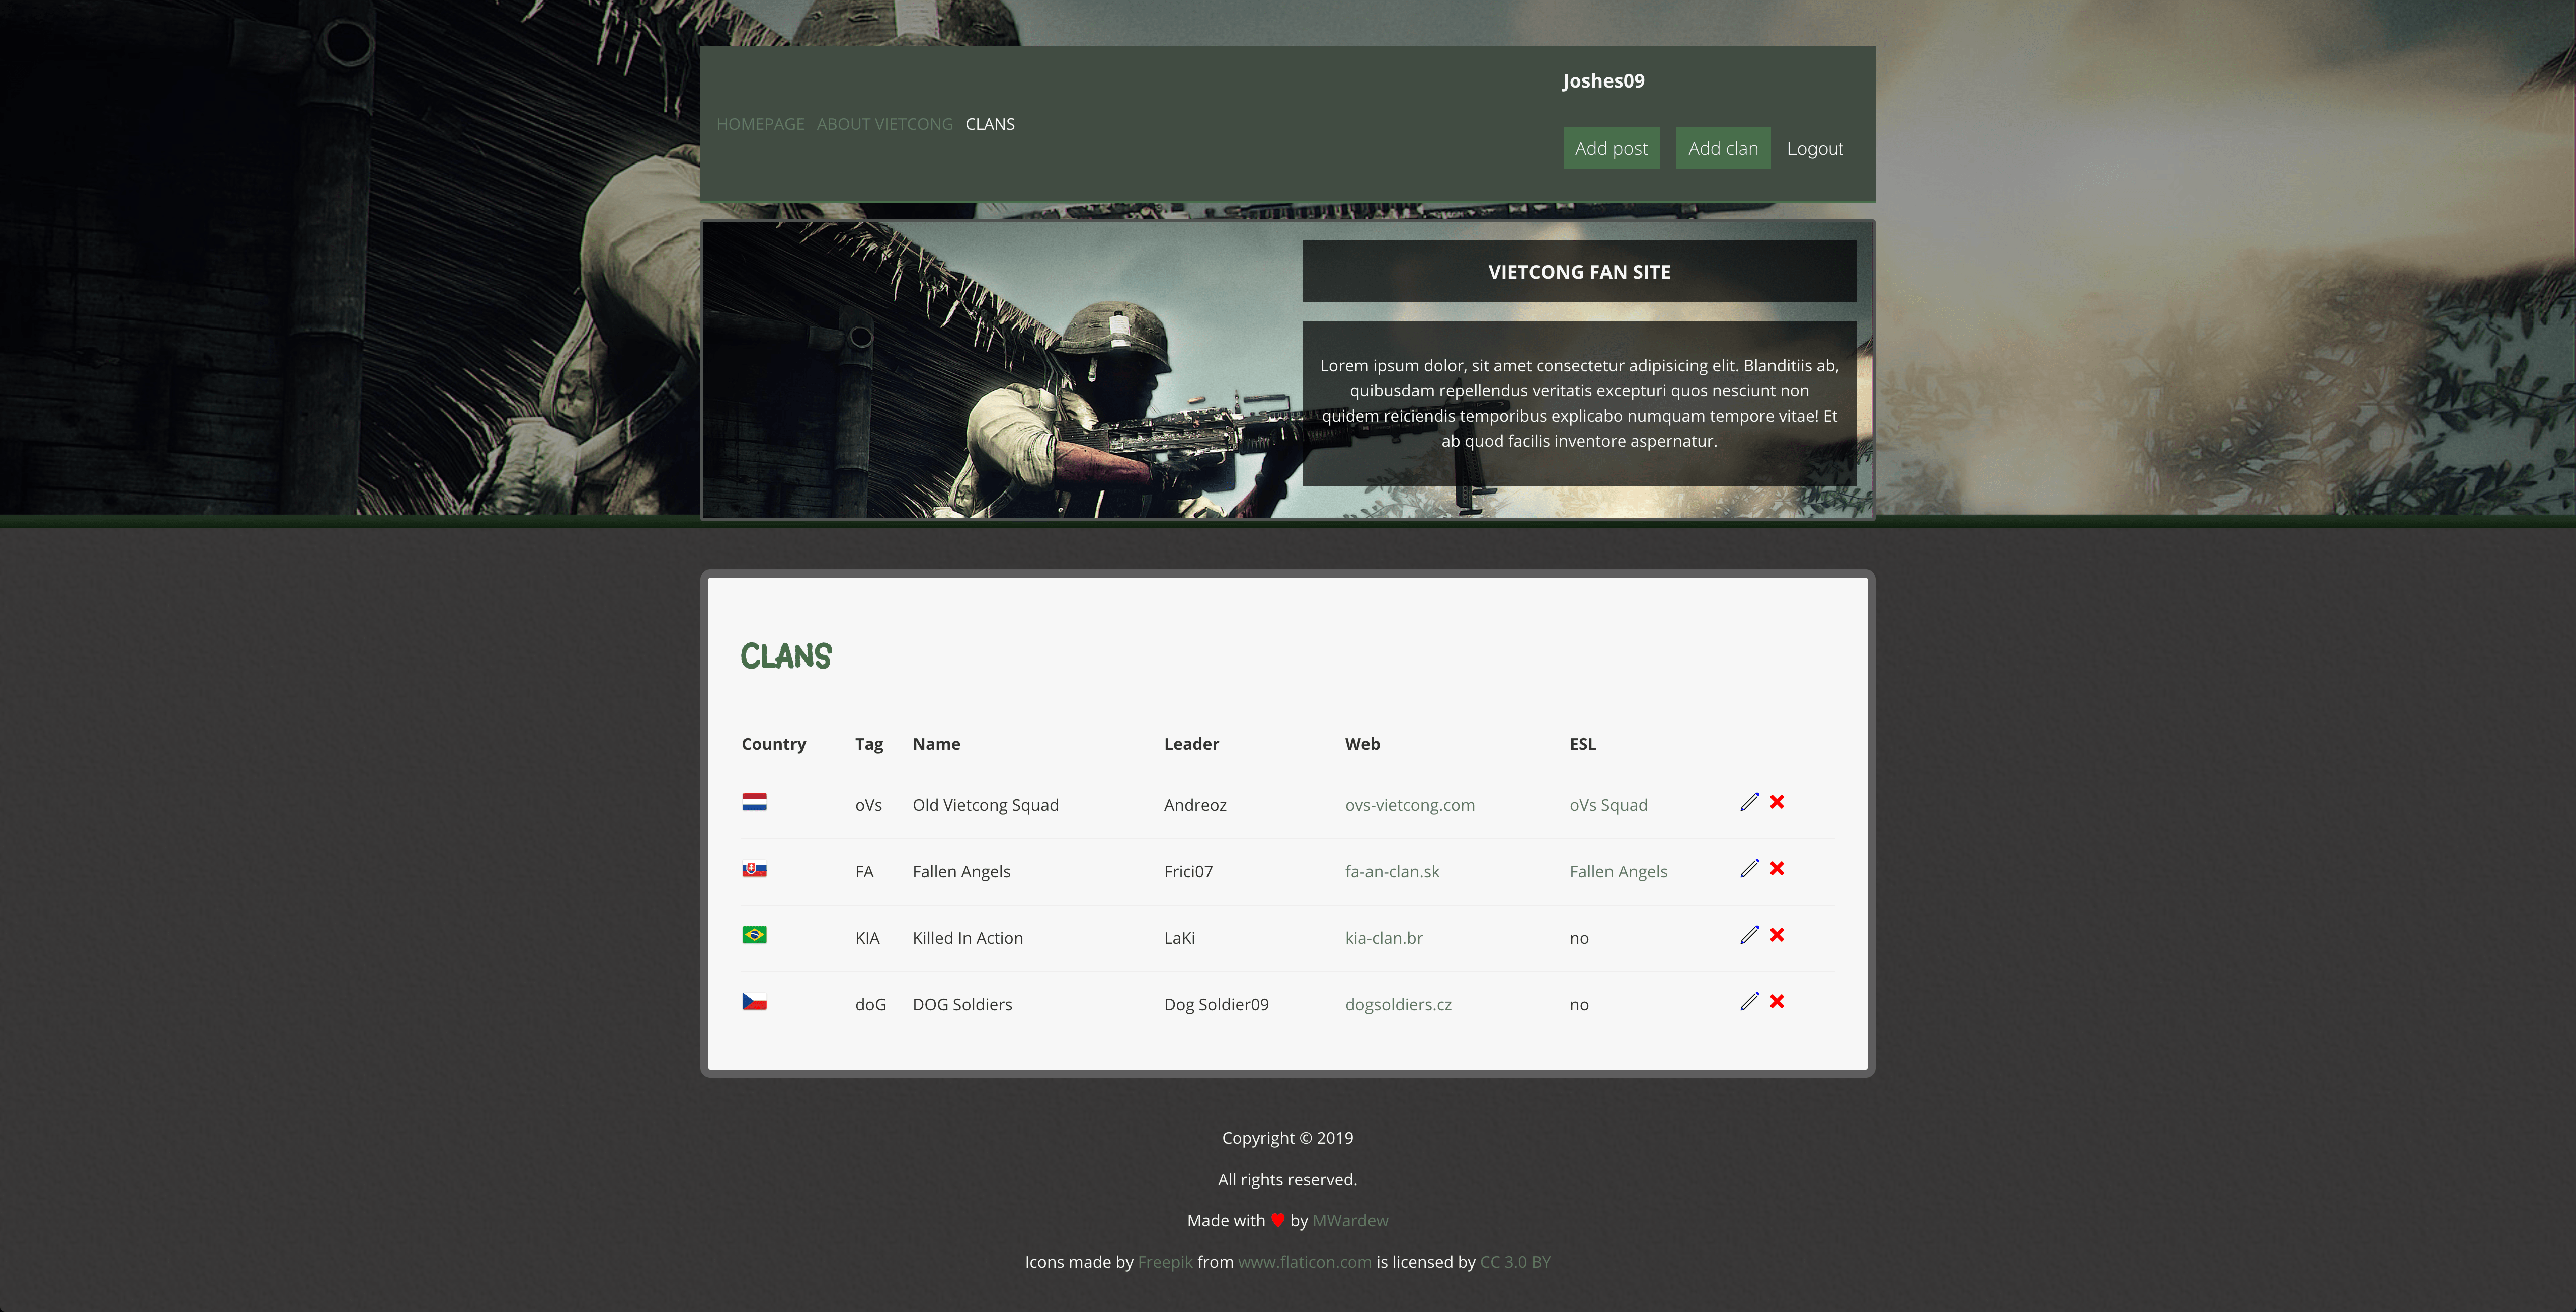 Joshes09
HOMEPAGE ABOUT VIETCONG CLANS
Add post Add clan Logout
VIETCONG FAN SITE
Lorem ipsum dolor, sit amet consectetur adipisicing elit. Blanditiis ab,
quibusdam repellendus veritatis excepturi quos nesciunt non
quidem reiciendis temporibus explicabo numquam tempore vitae! Et
ab quod facilis inventore aspernatur.
CLANS
Country Tag Name Leader Web ESL
oVs Old Vietcong Squad Andreoz ovs-vietcong.com oVs Squad
FA Fallen Angels Frici07 fa-an-clan.sk Fallen Angels
KIA Killed In Action LaKi kia-clan.br no
doG DOG Soldiers Dog Soldier09 dogsoldiers.cz no
Copyright © 2019
All rights reserved.
Made with ♥ by MWardew
Icons made by Freepik from www.flaticon.com is licensed by CC 3.0 BY